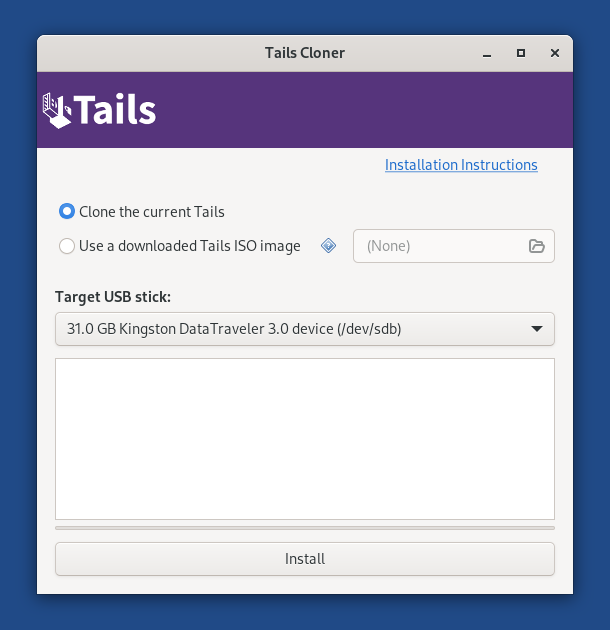 Tails Cloner
Tails
Installation Instructions
Clone the current Tails
Use a downloaded Tails ISO image
(None)
Target USB stick:
31.0 GB Kingston DataTraveler 3.0 device (/dev/sdb)
Install